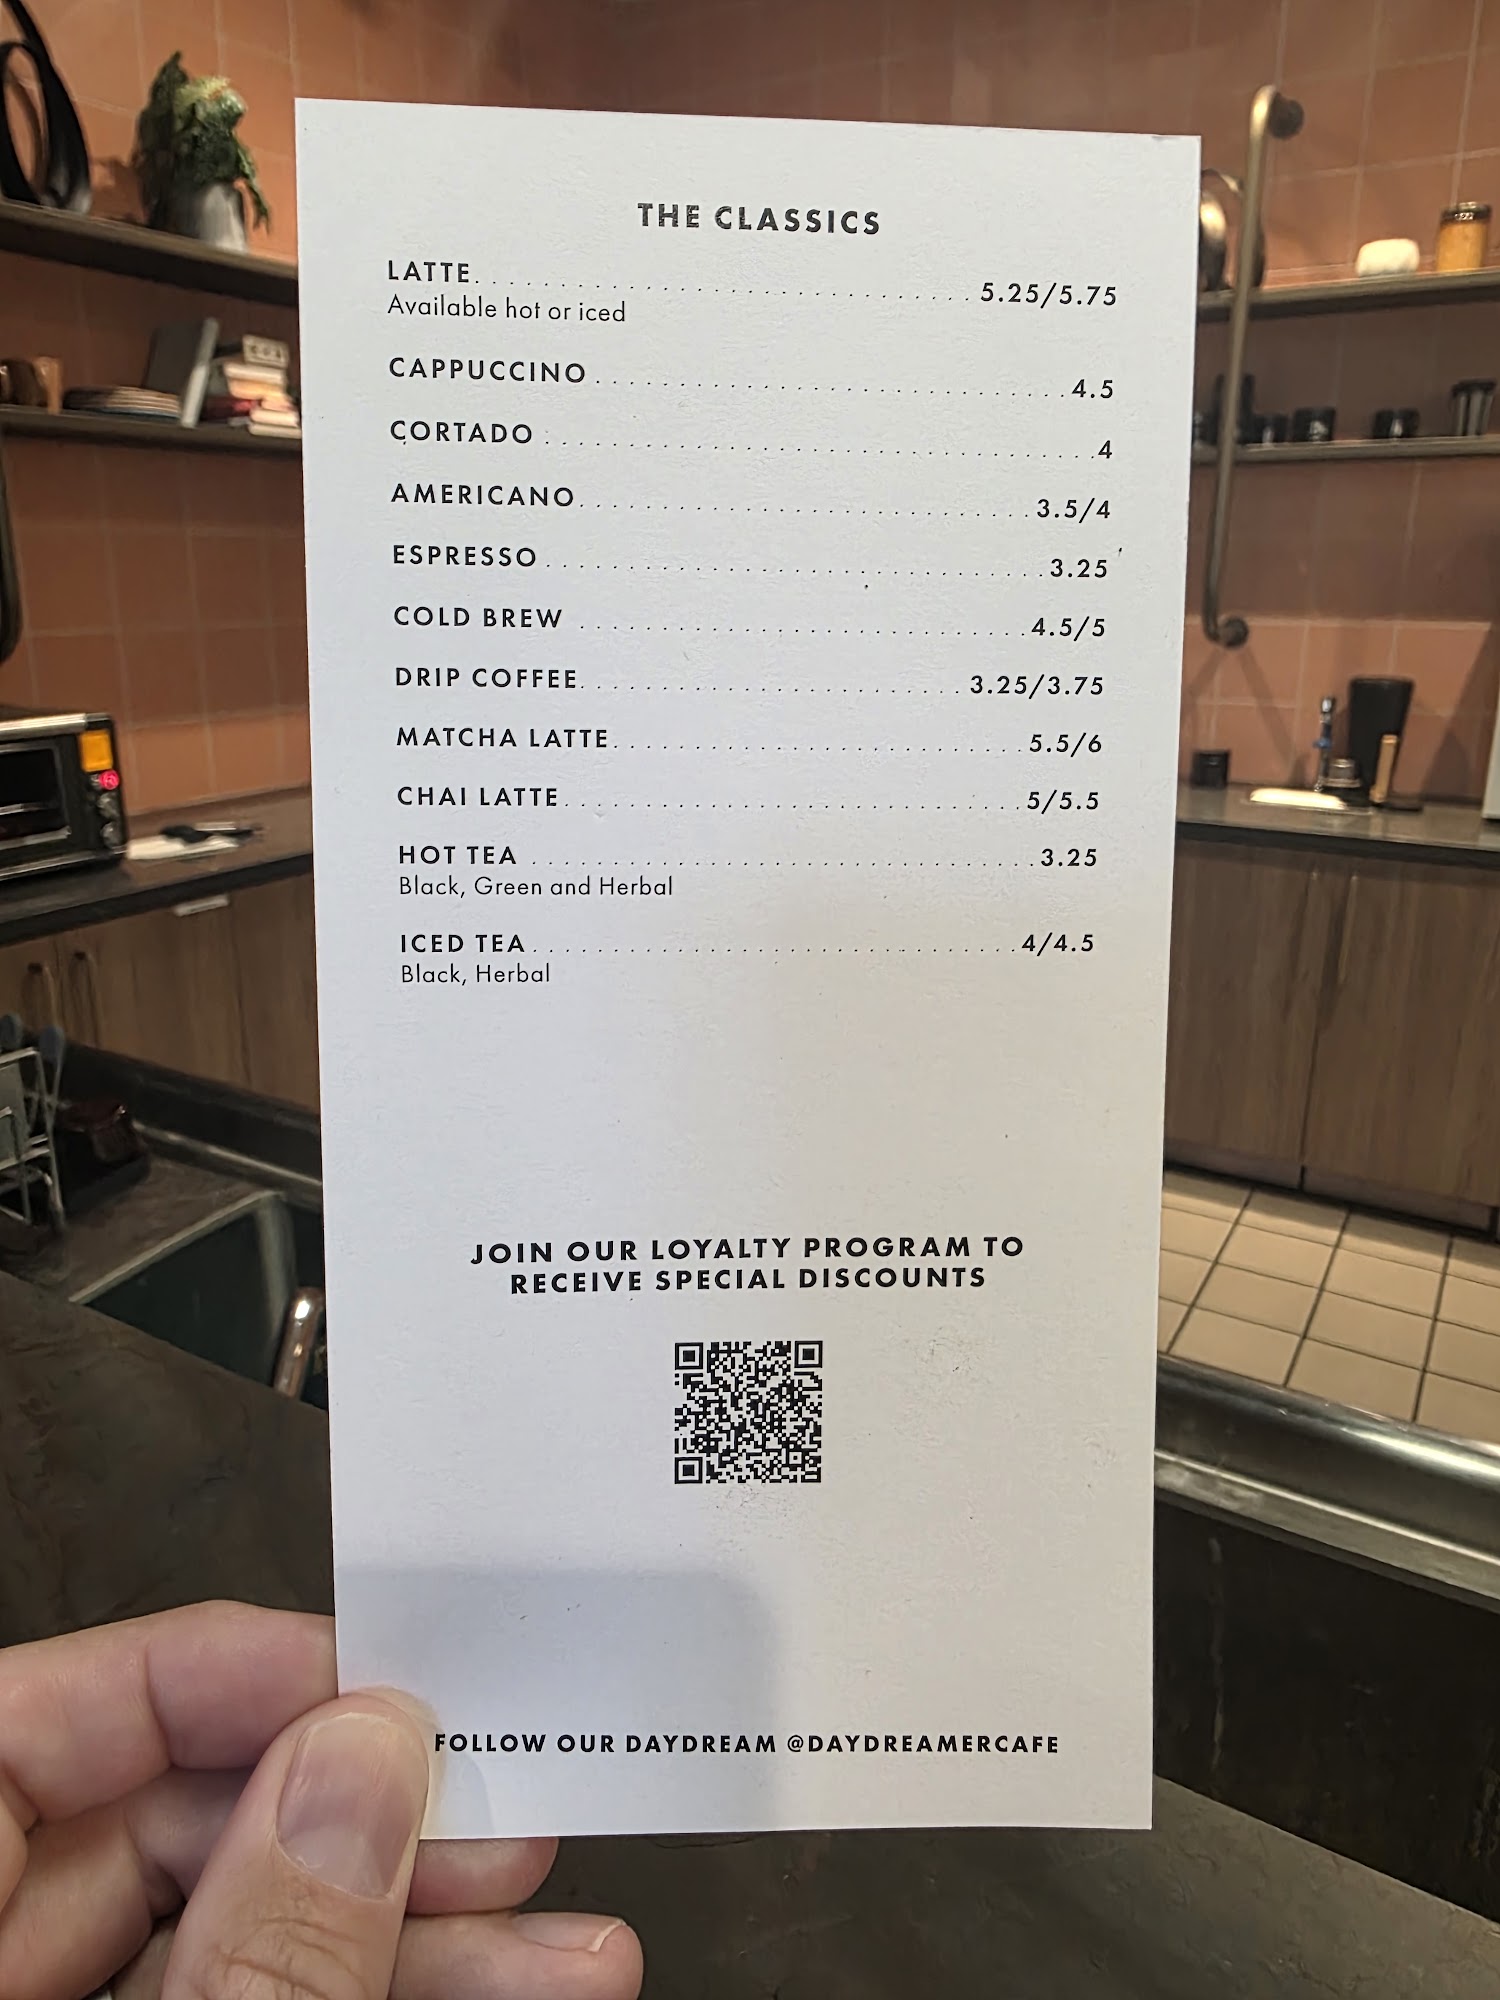 THE CLASSICS
LATTE. . . . . . . . . . . . . . . . . . . . . . . . . . . . . . 5.25/5.75
Available hot or iced
CAPPUCCINO . . . . . . . . . . . . . . . . . . . . . . . . . . . . . . 4.5
CORTADO . . . . . . . . . . . . . . . . . . . . . . . . . . . . . . . . . . . 4
AMERICANO. . . . . . . . . . . . . . . . . . . . . . . . . . . . . 3.5/4
ESPRESSO . . . . . . . . . . . . . . . . . . . . . . . . . . . . . . . . 3.25
COLD BREW . . . . . . . . . . . . . . . . . . . . . . . . . . . . . 4.5/5
DRIP COFFEE. . . . . . . . . . . . . . . . . . . . . . . . . 3.25/3.75
MATCHA LATTE. . . . . . . . . . . . . . . . . . . . . . . . . . 5.5/6
CHAI LATTE. . . . . . . . . . . . . . . . . . . . . . . . . . . . . 5/5.5
HOT TEA . . . . . . . . . . . . . . . . . . . . . . . . . . . . . . . . 3.25
Black, Green and Herbal
ICED TEA . . . . . . . . . . . . . . . . . . . . . . . . . . . . . . . 4/4.5
Black, Herbal
JOIN OUR LOYALTY PROGRAM TO
RECEIVE SPECIAL DISCOUNTS
FOLLOW OUR DAYDREAM @DAYDREAMERCAFE